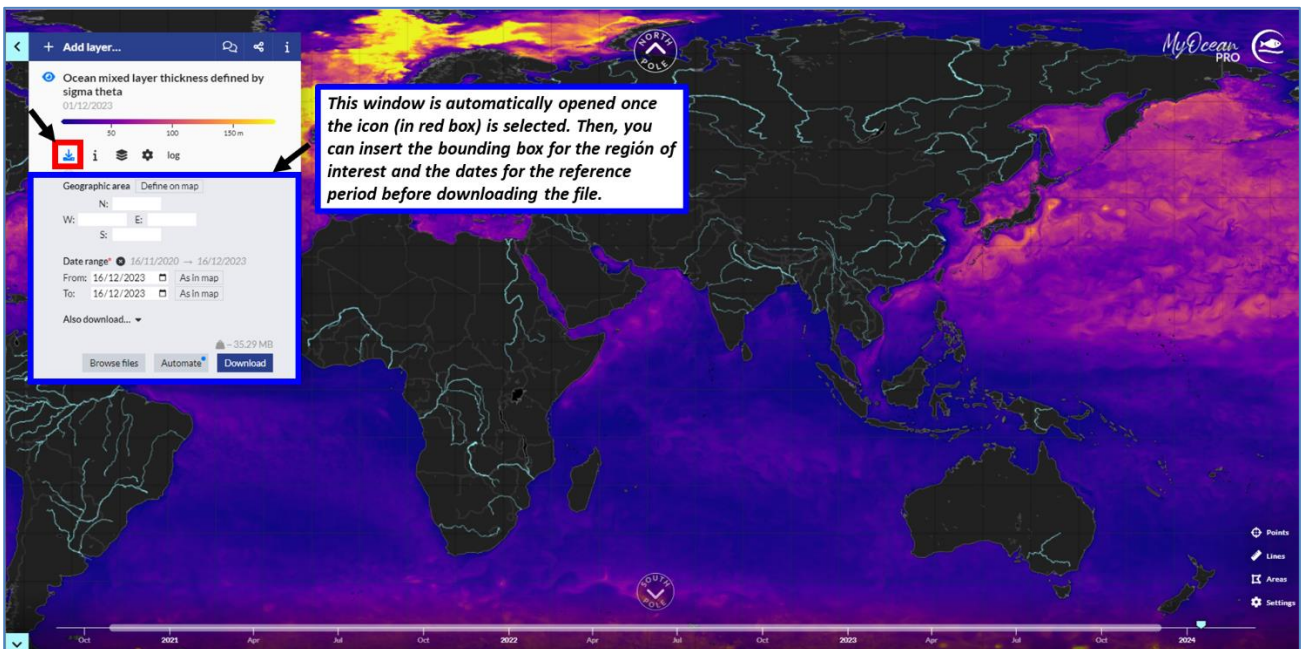 + Add layer...
i
Ocean mixed layer thickness defined by
sigma theta
01/12/2023
50 100 150 m
i log
Geographic area Define on map
N:
W: E:
S:
Date range* 16/11/2020 → 16/12/2023
From: 16/12/2023 As in map
To: 16/12/2023 As in map
Also download...
~ 35.29 MB
Browse files Automate Download
This window is automatically opened once
the icon (in red box) is selected. Then, you
can insert the bounding box for the región of
interest and the dates for the reference
period before downloading the file.
NORTH
POLE
MyOcean
PRO
SOUTH
POLE
Points
Lines
Areas
Settings
Oct 2021 Apr Jul Oct 2022 Apr Jul Oct 2023 Apr Jul Oct 2024